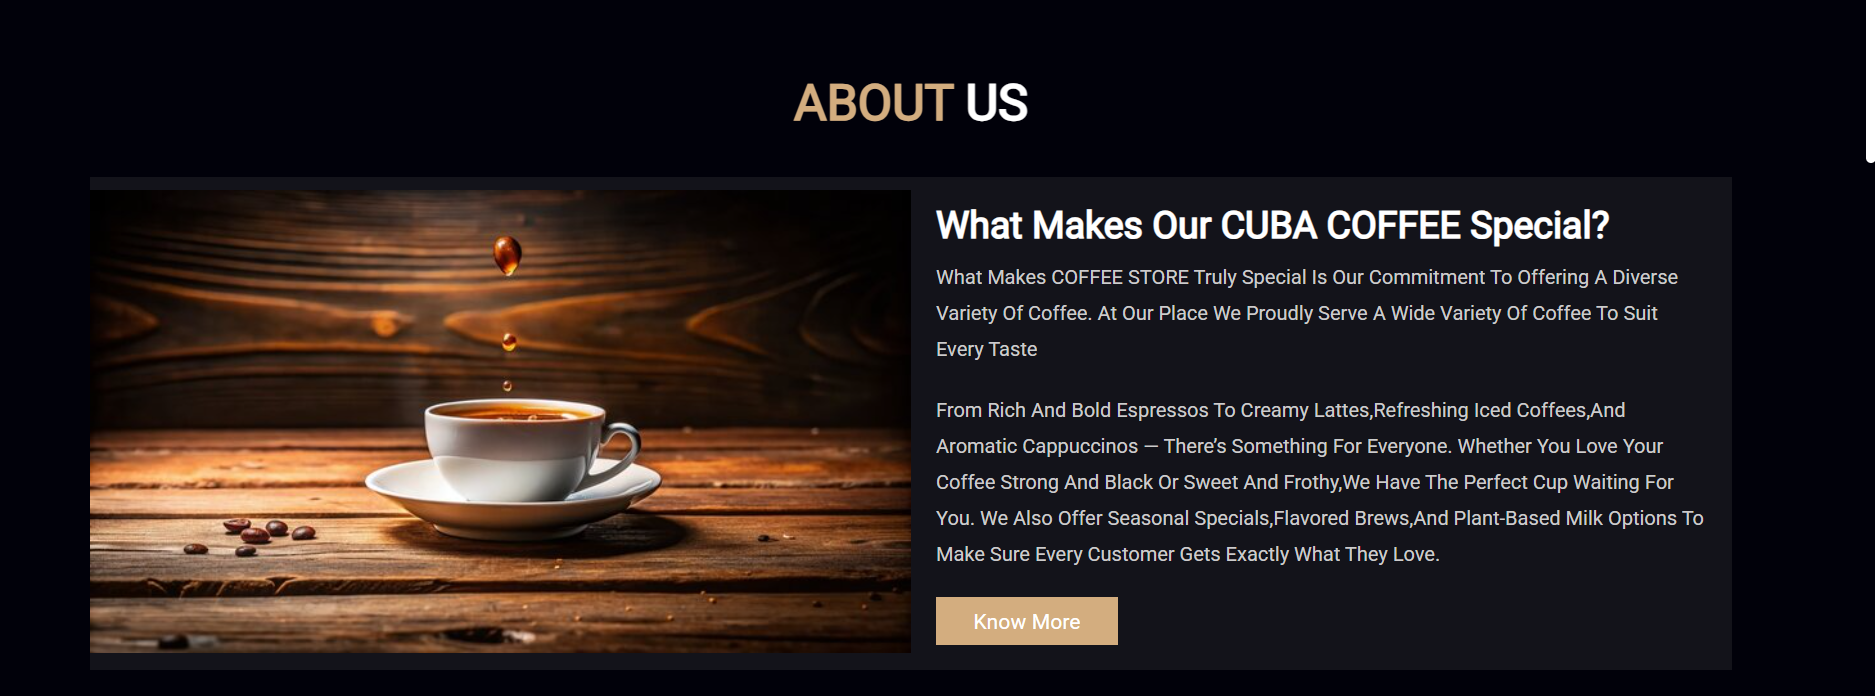 ABOUT US
What Makes Our CUBA COFFEE Special?
What Makes COFFEE STORE Truly Special Is Our Commitment To Offering A Diverse
Variety Of Coffee. At Our Place We Proudly Serve A Wide Variety Of Coffee To Suit
Every Taste
From Rich And Bold Espressos To Creamy Lattes,Refreshing Iced Coffees,And
Aromatic Cappuccinos — There’s Something For Everyone. Whether You Love Your
Coffee Strong And Black Or Sweet And Frothy,We Have The Perfect Cup Waiting For
You. We Also Offer Seasonal Specials,Flavored Brews,And Plant-Based Milk Options To
Make Sure Every Customer Gets Exactly What They Love.
Know More